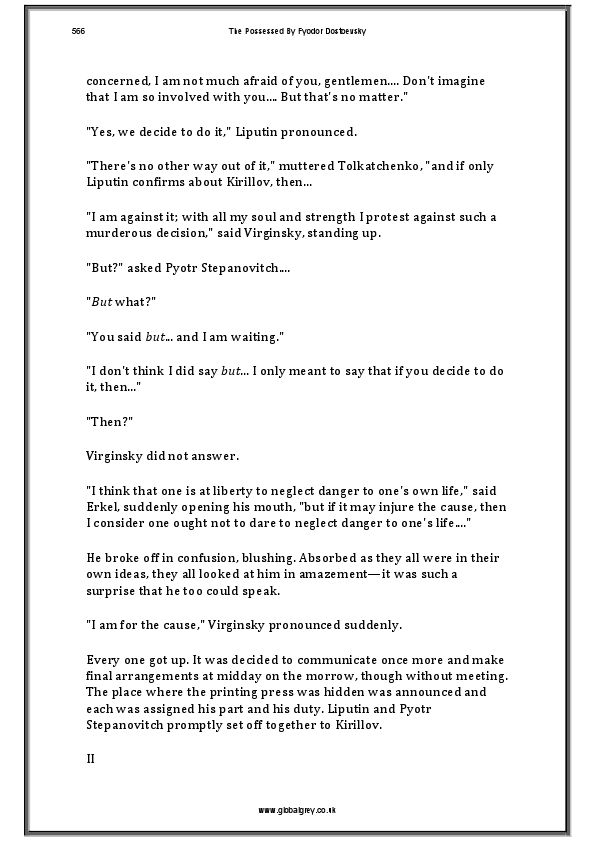 566
The Possessed By Fyodor Dostoevsky
concerned, I am not much afraid of you, gentlemen.... Don't imagine
that I am so involved with you.... But that's no matter."
"Yes, we decide to do it," Liputin pronounced.
"There's no other way out of it," muttered Tolkatchenko, "and if only
Liputin confirms about Kirillov, then...
"I am against it; with all my soul and strength I protest against such a
murderous decision," said Virginsky, standing up.
"But?" asked Pyotr Stepanovitch....
"But what?"
"You said but... and I am waiting."
"I don't think I did say but... I only meant to say that if you decide to do
it, then..."
"Then?"
Virginsky did not answer.
"I think that one is at liberty to neglect danger to one's own life," said
Erkel, suddenly opening his mouth, "but if it may injure the cause, then
I consider one ought not to dare to neglect danger to one's life...."
He broke off in confusion, blushing. Absorbed as they all were in their
own ideas, they all looked at him in amazement—it was such a
surprise that he too could speak.
"I am for the cause," Virginsky pronounced suddenly.
Every one got up. It was decided to communicate once more and make
final arrangements at midday on the morrow, though without meeting.
The place where the printing press was hidden was announced and
each was assigned his part and his duty. Liputin and Pyotr
Stepanovitch promptly set off together to Kirillov.
II
www.globalgrey.co.uk